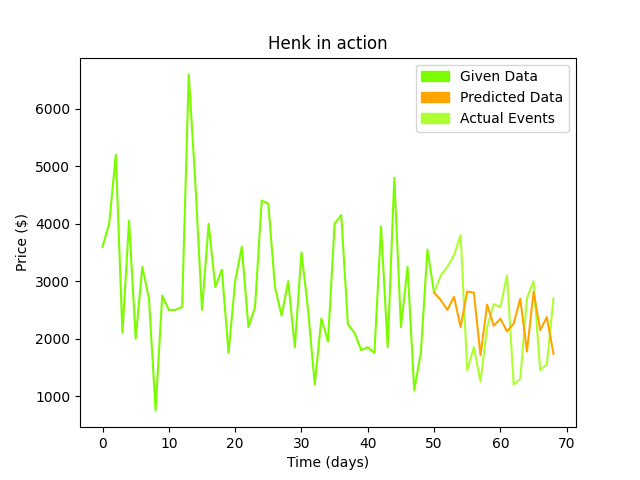 Henk in action
Given Data
Predicted Data
Actual Events
Price ($)
6000
5000
4000
3000
2000
1000
0 10 20 30 40 50 60 70
Time (days)